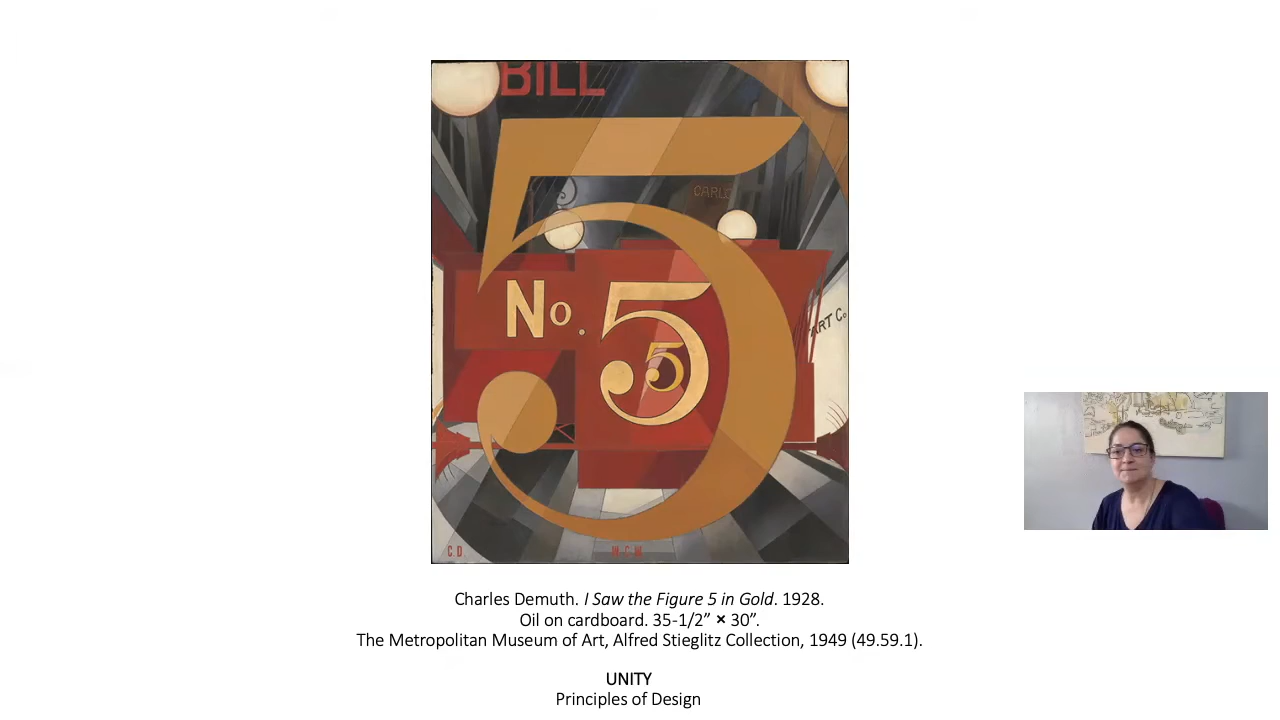 BILL
CARLO
No. 5
5
5
ART Co
C.D.
W.C.W.
Charles Demuth. I Saw the Figure 5 in Gold. 1928.
Oil on cardboard. 35-1/2” × 30”.
The Metropolitan Museum of Art, Alfred Stieglitz Collection, 1949 (49.59.1).
UNITY
Principles of Design